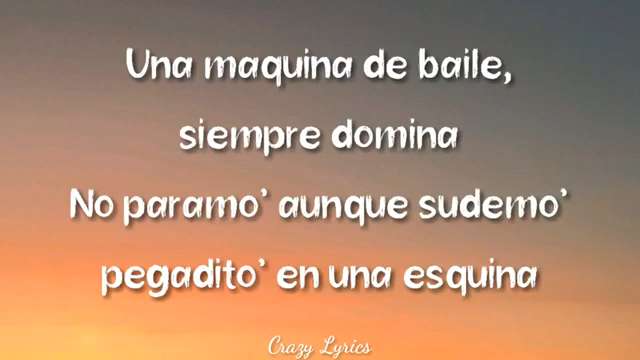 Una maquina de baile,
siempre domina
No paramo' aunque sudemo'
pegadito' en una esquina
Crazy Lyrics